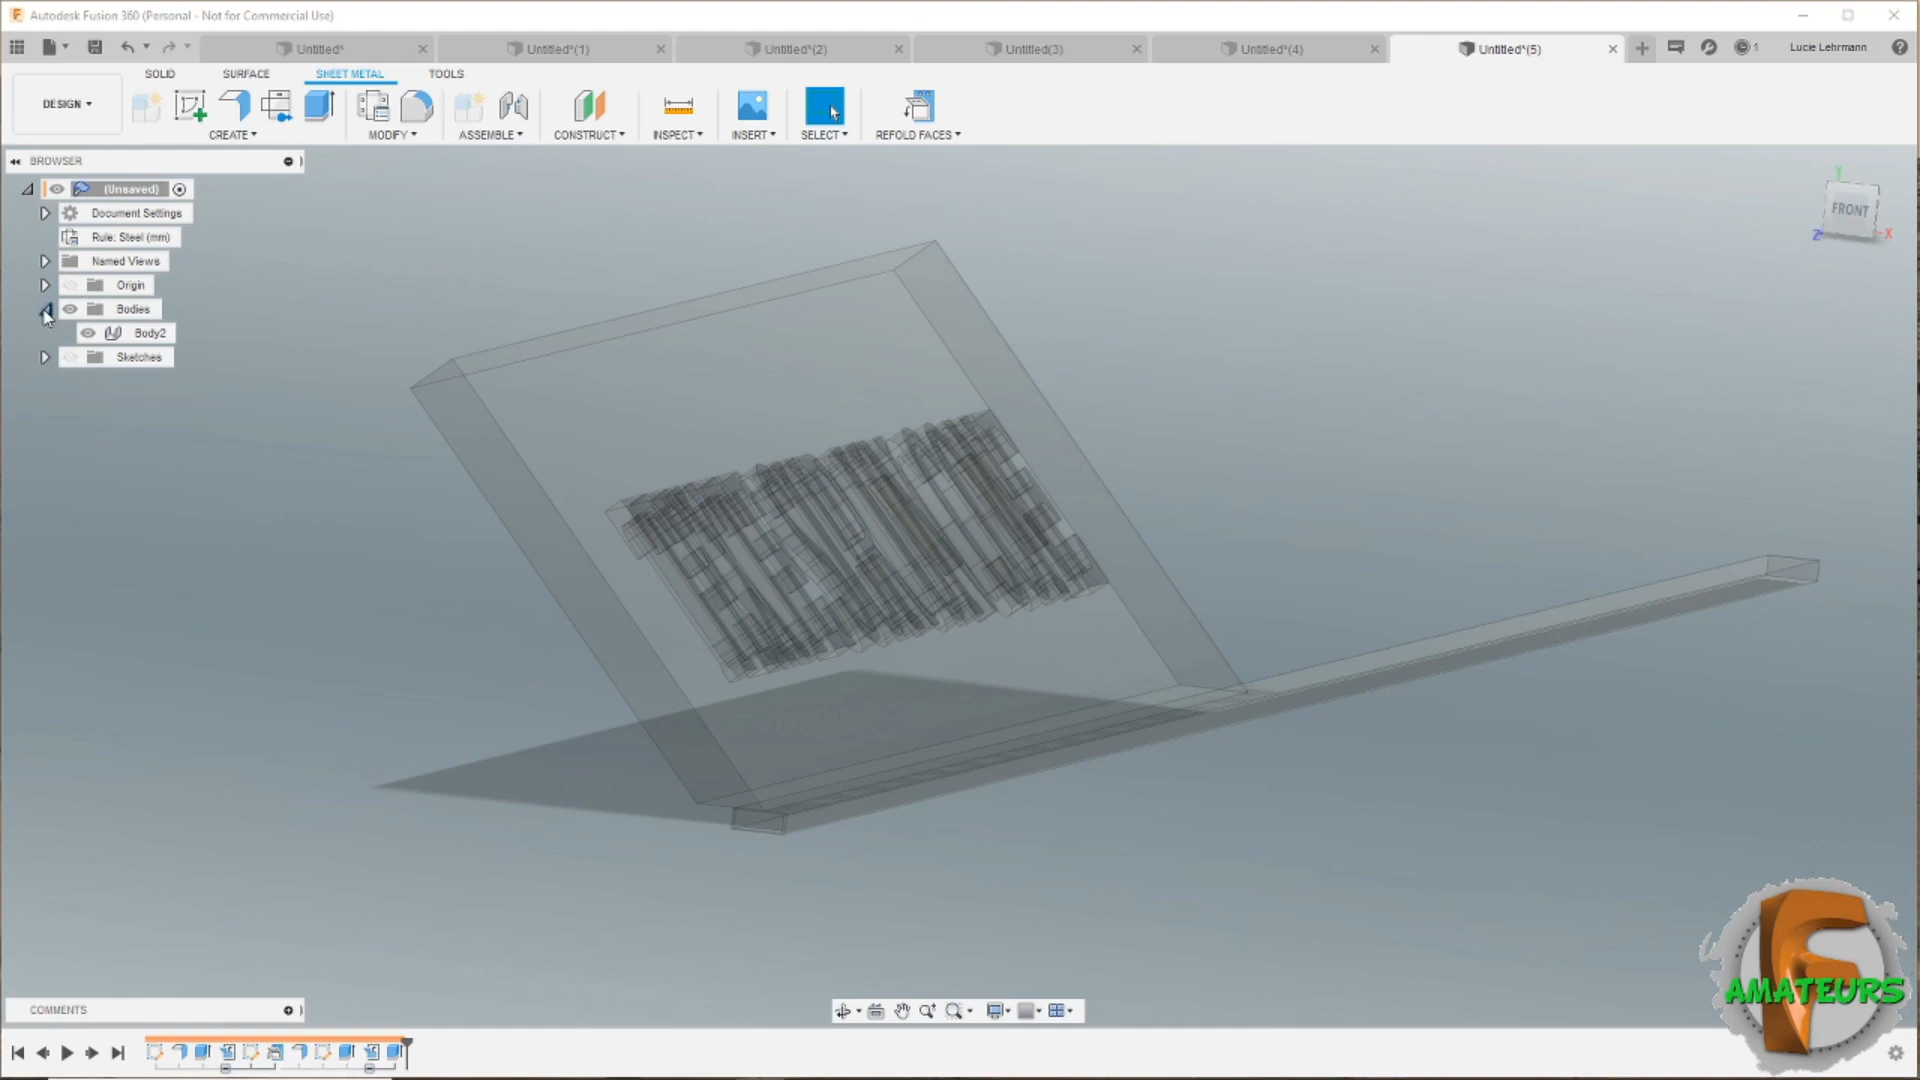 Autodesk Fusion 360 (Personal - Not for Commercial Use)
Untitled*
Untitled*(1)
Untitled*(2)
Untitled(3)
Untitled*(4)
Untitled*(5)
1
Lucie Lehrmann
DESIGN
SOLID
SURFACE
SHEET METAL
TOOLS
CREATE
MODIFY
ASSEMBLE
CONSTRUCT
INSPECT
INSERT
SELECT
REFOLD FACES
BROWSER
(Unsaved)
Document Settings
Rule: Steel (mm)
Named Views
Origin
Bodies
Body2
Sketches
Y
FRONT
Z
X
COMMENTS
F
AMATEURS